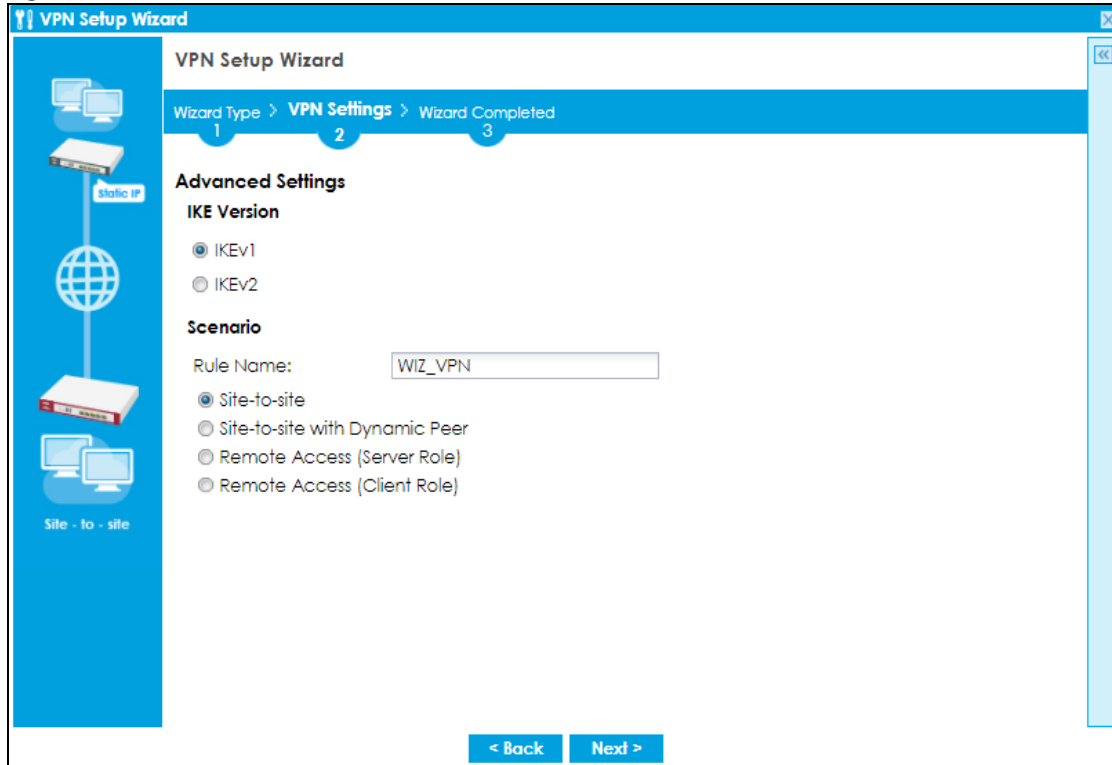 VPN Setup Wizard
VPN Setup Wizard
Wizard Type > VPN Settings > Wizard Completed
1 2 3
Static IP
Advanced Settings
IKE Version
IKEv1
IKEv2
Scenario
Rule Name: WIZ_VPN
Site-to-site
Site-to-site with Dynamic Peer
Remote Access (Server Role)
Remote Access (Client Role)
Site - to - site
< Back Next >